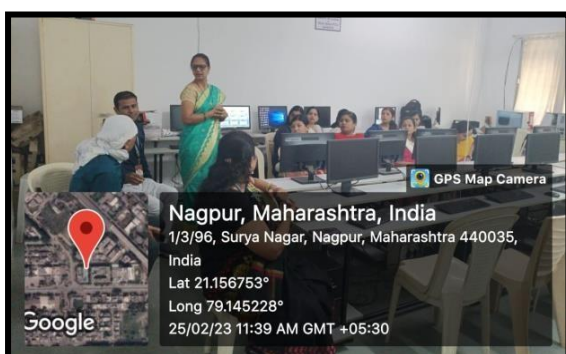 GPS Map Camera
Nagpur, Maharashtra, India
1/3/96, Surya Nagar, Nagpur, Maharashtra 440035,
India
Lat 21.156753°
Long 79.145228°
25/02/23 11:39 AM GMT +05:30
Google